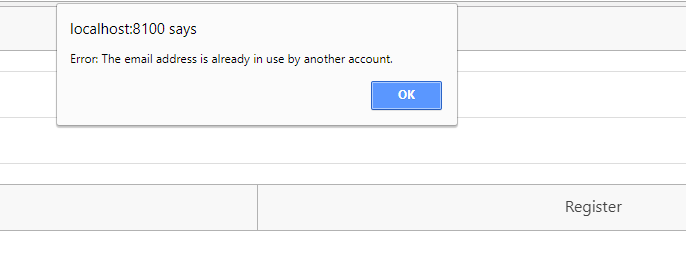 localhost:8100 says
Error: The email address is already in use by another account.
OK
Register